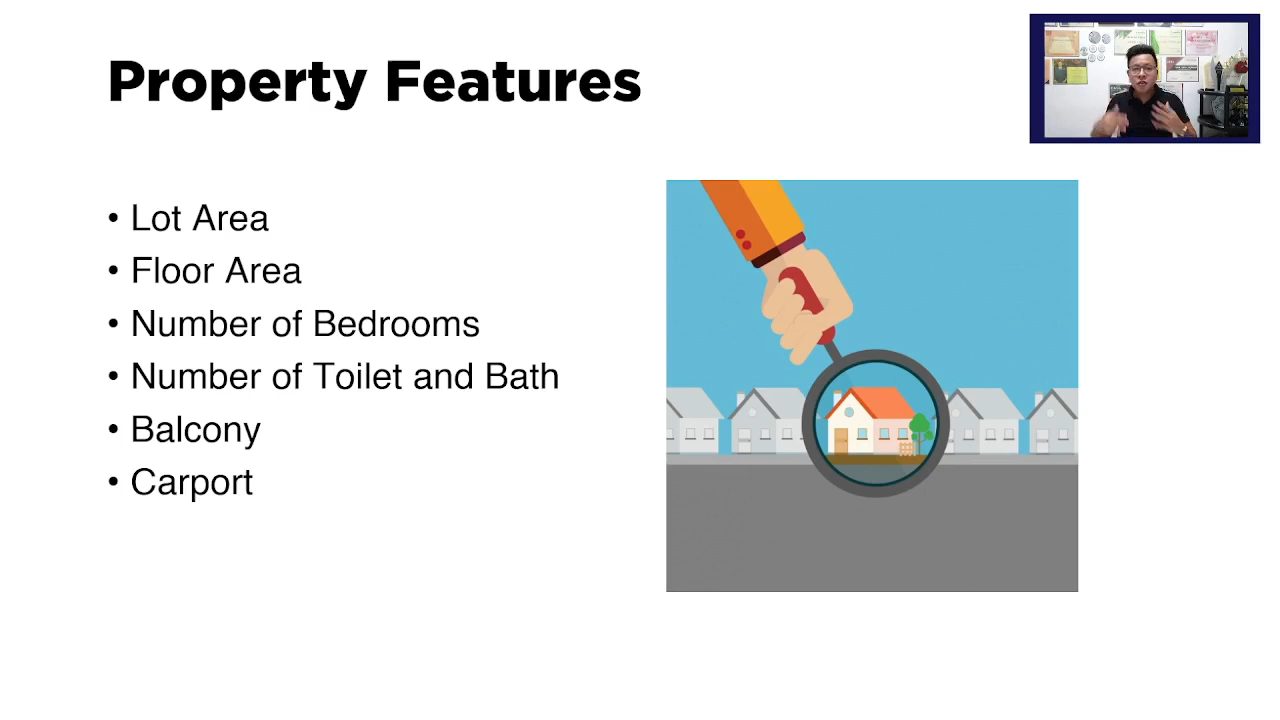 Property Features
• Lot Area
• Floor Area
• Number of Bedrooms
• Number of Toilet and Bath
• Balcony
• Carport